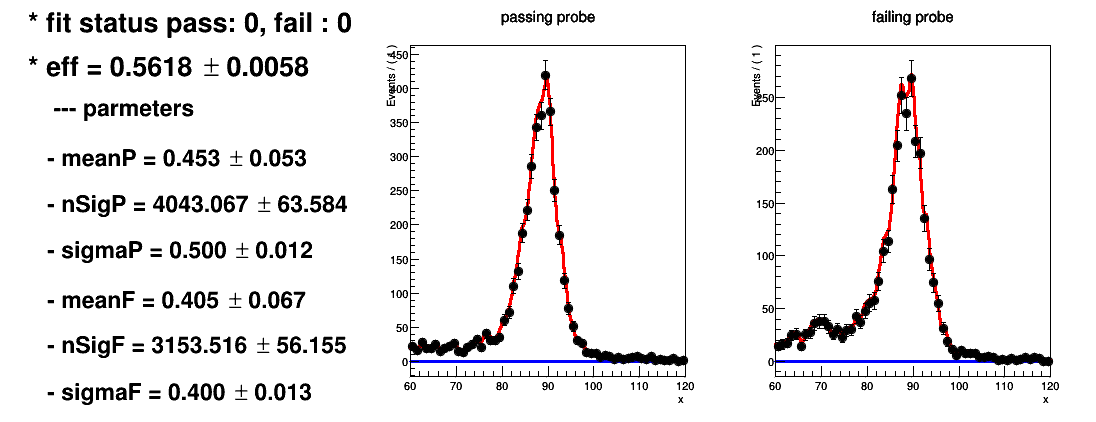 * fit status pass: 0, fail : 0
* eff = 0.5618 ± 0.0058
--- parmeters
- meanP = 0.453 ± 0.053
- nSigP = 4043.067 ± 63.584
- sigmaP = 0.500 ± 0.012
- meanF = 0.405 ± 0.067
- nSigF = 3153.516 ± 56.155
- sigmaF = 0.400 ± 0.013
passing probe
Events / ( 1 )
400
350
300
250
200
150
100
50
0
60 70 80 90 100 110 120
x
failing probe
Events / ( 1 )
250
200
150
100
50
0
60 70 80 90 100 110 120
x